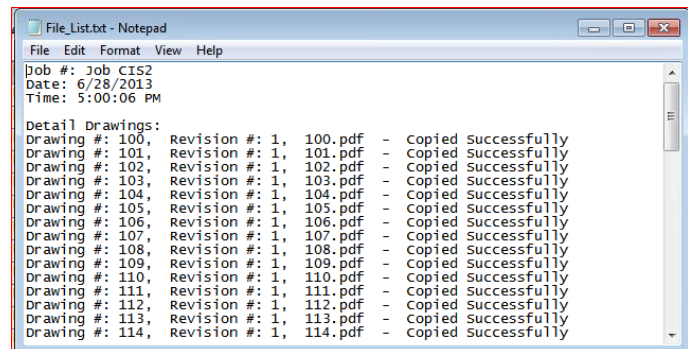 File_List.txt - Notepad
File Edit Format View Help
Job #: Job CIS2
Date: 6/28/2013
Time: 5:00:06 PM
Detail Drawings:
Drawing #: 100, Revision #: 1, 100.pdf - Copied Successfully
Drawing #: 101, Revision #: 1, 101.pdf - Copied Successfully
Drawing #: 102, Revision #: 1, 102.pdf - Copied Successfully
Drawing #: 103, Revision #: 1, 103.pdf - Copied Successfully
Drawing #: 104, Revision #: 1, 104.pdf - Copied Successfully
Drawing #: 105, Revision #: 1, 105.pdf - Copied Successfully
Drawing #: 106, Revision #: 1, 106.pdf - Copied Successfully
Drawing #: 107, Revision #: 1, 107.pdf - Copied Successfully
Drawing #: 108, Revision #: 1, 108.pdf - Copied Successfully
Drawing #: 109, Revision #: 1, 109.pdf - Copied Successfully
Drawing #: 110, Revision #: 1, 110.pdf - Copied Successfully
Drawing #: 111, Revision #: 1, 111.pdf - Copied Successfully
Drawing #: 112, Revision #: 1, 112.pdf - Copied Successfully
Drawing #: 113, Revision #: 1, 113.pdf - Copied Successfully
Drawing #: 114, Revision #: 1, 114.pdf - Copied Successfully